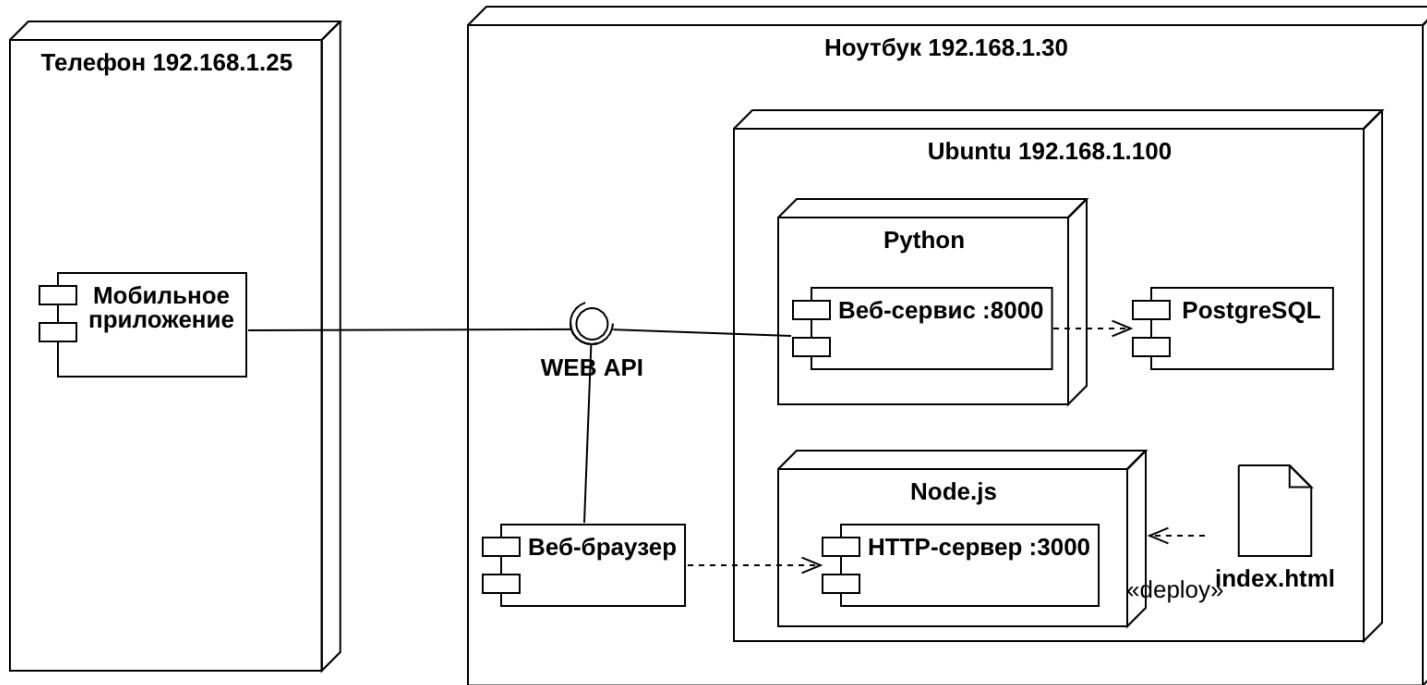 Телефон 192.168.1.25
Ноутбук 192.168.1.30
Ubuntu 192.168.1.100
Python
Мобильное
приложение
Веб-сервис :8000
PostgreSQL
WEB API
Node.js
Веб-браузер
HTTP-сервер :3000
«deploy»
index.html